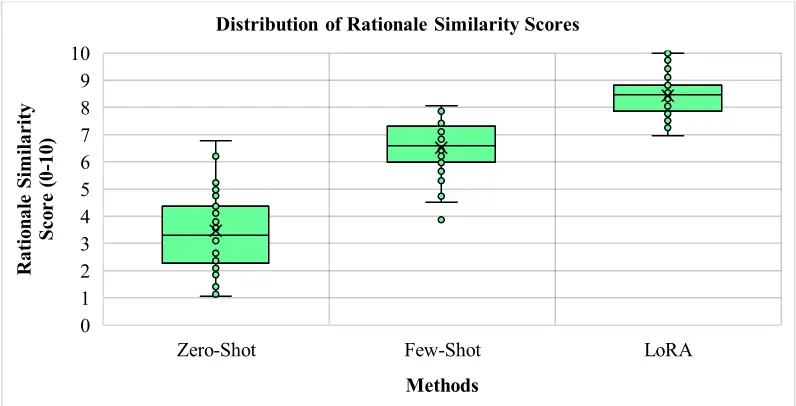 Distribution of Rationale Similarity Scores
Rationale Similarity
Score (0-10)
10
9
8
7
6
5
4
3
2
1
0
Zero-Shot Few-Shot LoRA
Methods